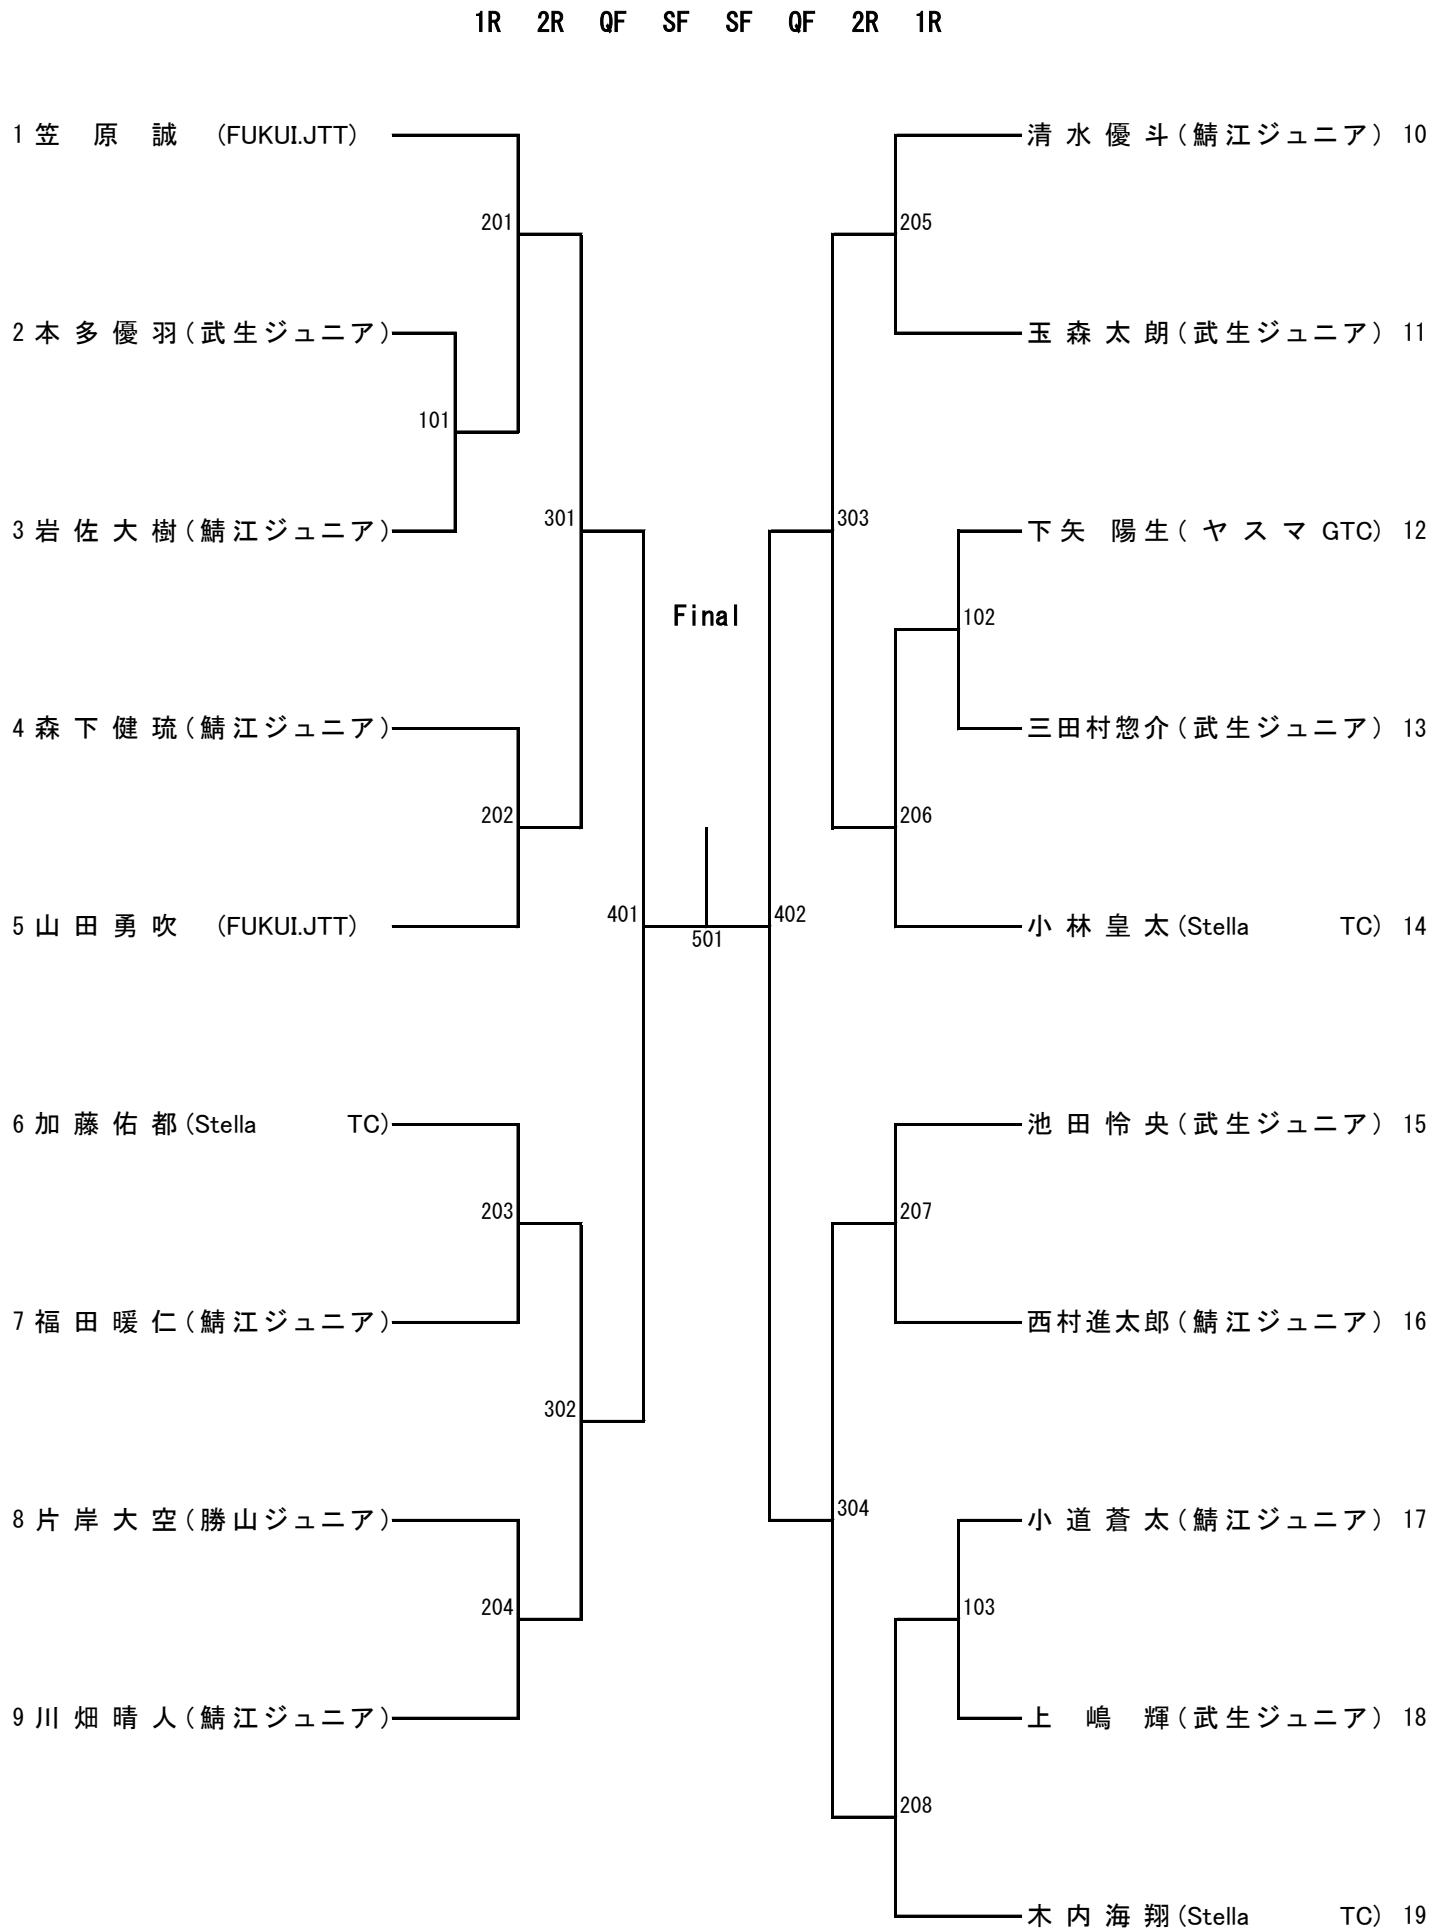 1R 2R QF SF SF QF 2R 1R
1 笠原誠 (FUKUI.JTT)
清水優斗(鯖江ジュニア) 10
201
205
2 本多優羽(武生ジュニア)
玉森太朗(武生ジュニア) 11
101
3 岩佐大樹(鯖江ジュニア)
301
303
下矢 陽生(ヤスマGTC) 12
Final
102
4 森下健琉(鯖江ジュニア)
三田村惣介(武生ジュニア) 13
202
206
5 山田勇吹 (FUKUI.JTT)
401
402
501
小林皇太(Stella TC) 14
6 加藤佑都(Stella TC)
池田怜央(武生ジュニア) 15
203
207
7 福田暖仁(鯖江ジュニア)
西村進太郎(鯖江ジュニア) 16
302
8 片岸大空(勝山ジュニア)
304
小道蒼太(鯖江ジュニア) 17
204
103
9 川畑晴人(鯖江ジュニア)
上嶋輝(武生ジュニア) 18
208
木内海翔(Stella TC) 19